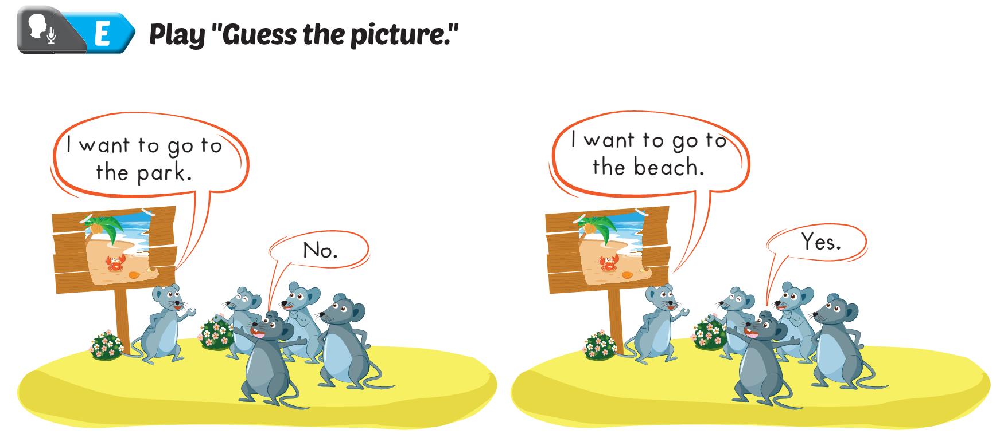 E Play "Guess the picture."
I want to go to
the park.
No.
I want to go to
the beach.
Yes.